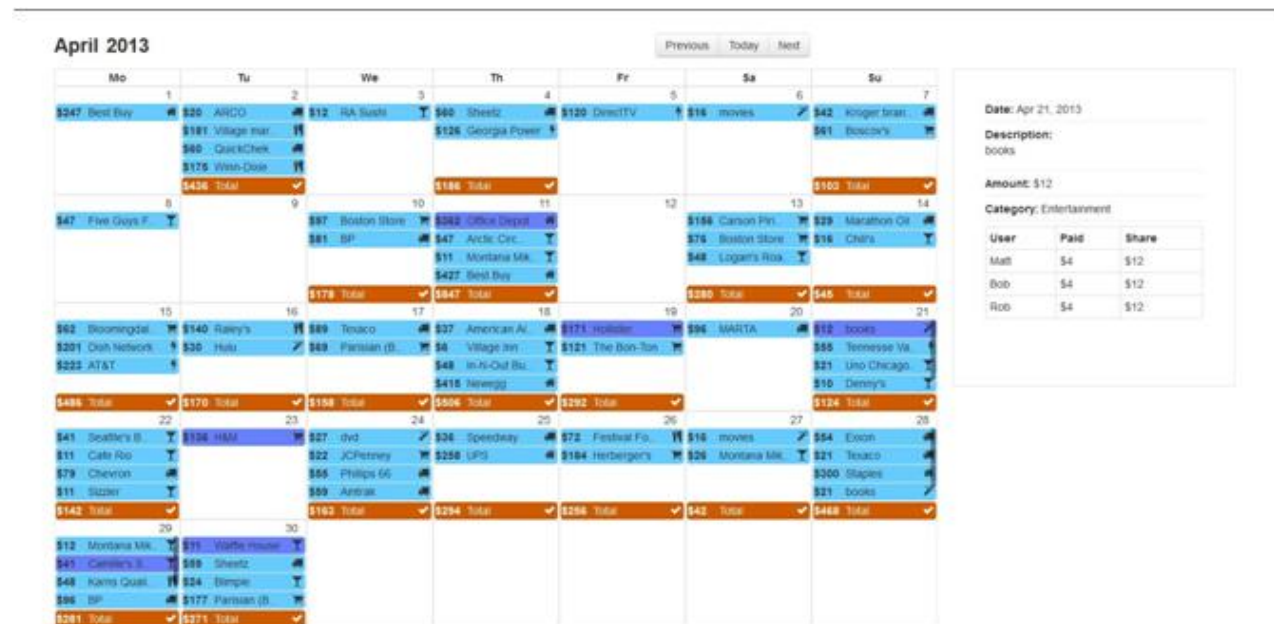 April 2013
Previous Today Next
Mo Tu We Th Fr Sa Su
1 2 3 4 5 6 7
$247 Best Buy $20 ARCO $12 RA Sushi $60 Sheetz $120 DirectTV $16 movies $42 Kroger bran...
$181 Village mar... $126 Georgia Power $61 Boscov's
$60 QuickChek
$175 Winn-Dixie
$436 Total $186 Total $103 Total
8 9 10 11 12 13 14
$47 Five Guys F... $97 Boston Store $362 Office Depot $156 Carson Piri... $29 Marathon Oil
$81 BP $47 Arctic Circ... $76 Boston Store $16 Chili's
$11 Montana Mik... $48 Logan's Roa...
$427 Best Buy
$178 Total $847 Total $280 Total $45 Total
15 16 17 18 19 20 21
$62 Bloomingdal... $140 Raley's $89 Texaco $37 American Ai... $171 Hollister $96 MARTA $12 books
$201 Dish Network $30 Hulu $69 Parisian (B... $6 Village Inn $121 The Bon-Ton $55 Tennesse Va...
$223 AT&T $48 In-N-Out Bu... $21 Uno Chicago...
$415 Newegg $10 Denny's
$486 Total $170 Total $158 Total $506 Total $292 Total $124 Total
22 23 24 25 26 27 28
$41 Seattle's B... $136 H&M $27 dvd $36 Speedway $72 Festival Fo... $16 movies $54 Exxon
$11 Cafe Rio $22 JCPenney $258 UPS $184 Herberger's $26 Montana Mik... $21 Texaco
$79 Chevron $55 Phillips 66 $300 Staples
$11 Sizzler $59 Amtrak $21 books
$142 Total $163 Total $294 Total $256 Total $42 Total $468 Total
29 30
$12 Montana Mik... $11 Waffle House
$41 Camille's S... $59 Sheetz
$48 Karns Quali... $24 Blimpie
$96 BP $177 Parisian (B...
$281 Total $271 Total
Date: Apr 21, 2013
Description:
books
Amount: $12
Category: Entertainment
User Paid Share
Matt $4 $12
Bob $4 $12
Rob $4 $12